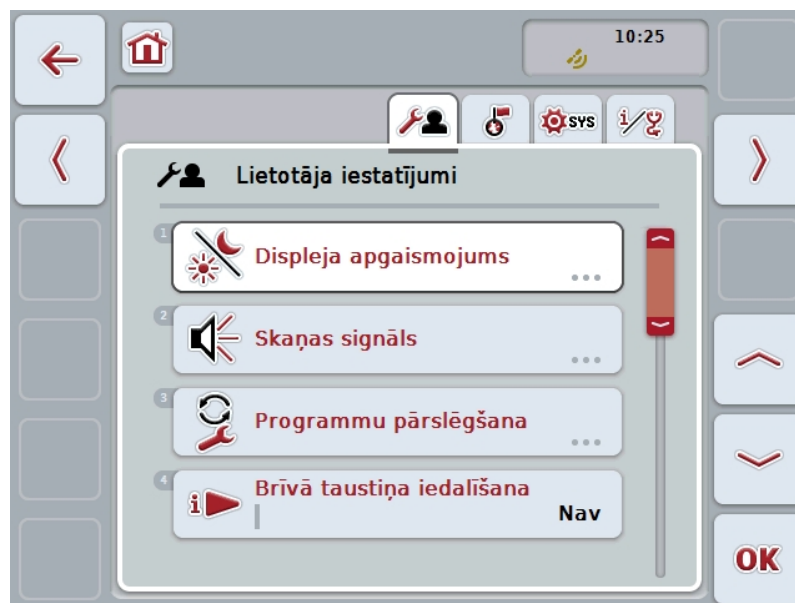 10:25
SYS
i/
Lietotāja iestatījumi
1
Displeja apgaismojums
...
2
Skaņas signāls
...
3
Programmu pārslēgšana
...
4
Brīvā taustiņa iedalīšana
i
Nav
OK